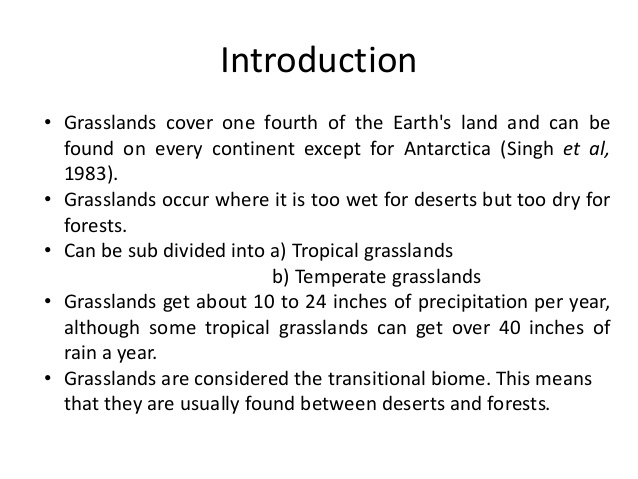 Introduction
• Grasslands cover one fourth of the Earth's land and can be
found on every continent except for Antarctica (Singh et al,
1983).
• Grasslands occur where it is too wet for deserts but too dry for
forests.
• Can be sub divided into a) Tropical grasslands
b) Temperate grasslands
• Grasslands get about 10 to 24 inches of precipitation per year,
although some tropical grasslands can get over 40 inches of
rain a year.
• Grasslands are considered the transitional biome. This means
that they are usually found between deserts and forests.